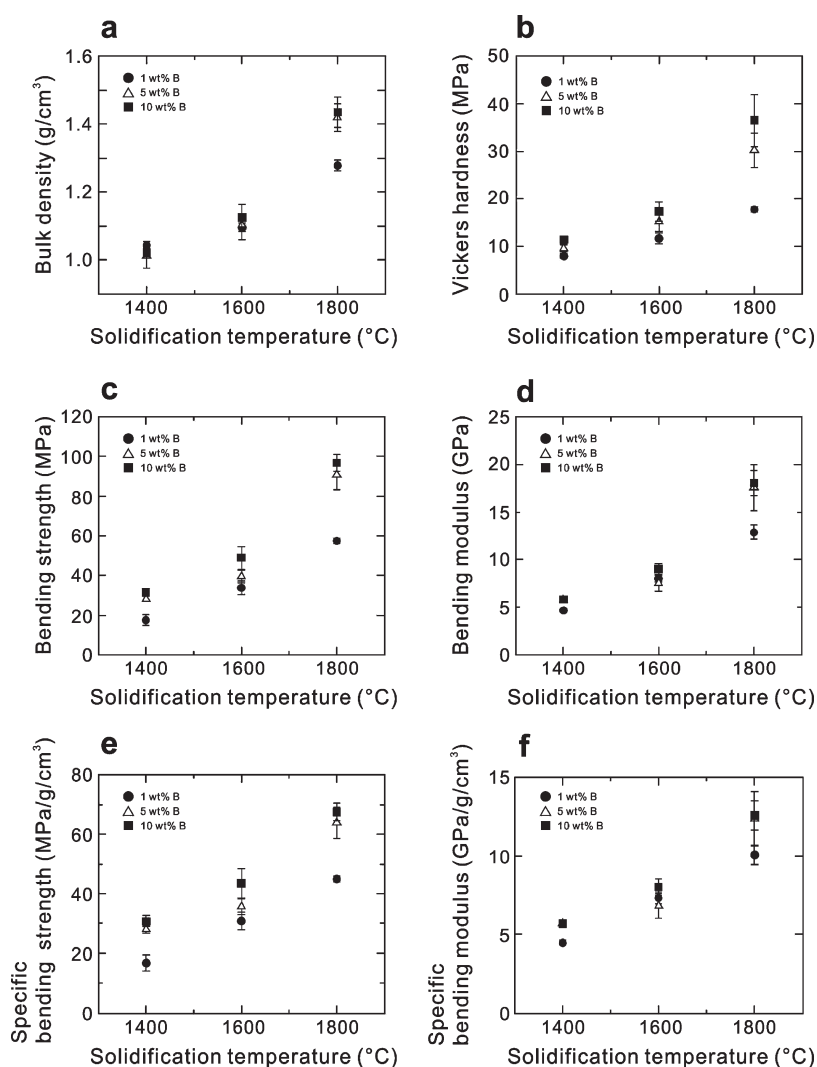 a
1.6
1.4
1.2
1.0
Bulk density (g/cm³)
1 wt% B
5 wt% B
10 wt% B
1400 1600 1800
Solidification temperature (°C)
b
50
40
30
20
10
0
Vickers hardness (MPa)
1 wt% B
5 wt% B
10 wt% B
1400 1600 1800
Solidification temperature (°C)
c
120
100
80
60
40
20
0
Bending strength (MPa)
1 wt% B
5 wt% B
10 wt% B
1400 1600 1800
Solidification temperature (°C)
d
25
20
15
10
5
0
Bending modulus (GPa)
1 wt% B
5 wt% B
10 wt% B
1400 1600 1800
Solidification temperature (°C)
e
80
60
40
20
0
Specific
bending strength (MPa/g/cm³)
1 wt% B
5 wt% B
10 wt% B
1400 1600 1800
Solidification temperature (°C)
f
15
10
5
0
Specific
bending modulus (GPa/g/cm³)
1 wt% B
5 wt% B
10 wt% B
1400 1600 1800
Solidification temperature (°C)